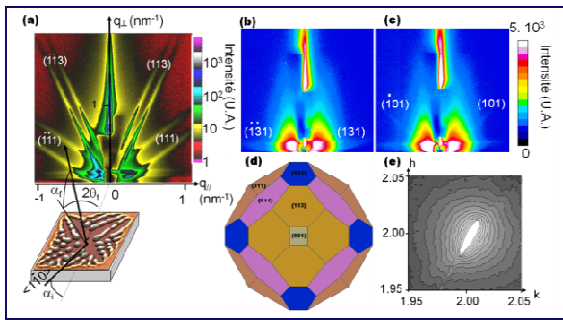 (a)
q⊥ (nm⁻¹)
(113)
(113)
(111)
(111)
1
-1
0
1
q//
(nm⁻¹)
Intensité (U.A)
10³
10²
10
1
αf
2θf
<110>
αi
(b)
(131)
(131)
(c)
(101)
(101)
5. 10³
0
Intensité (U.A)
(d)
(113)
(004)
(e)
h
2.05
2.00
1.95
1.95
2.00
2.05
k